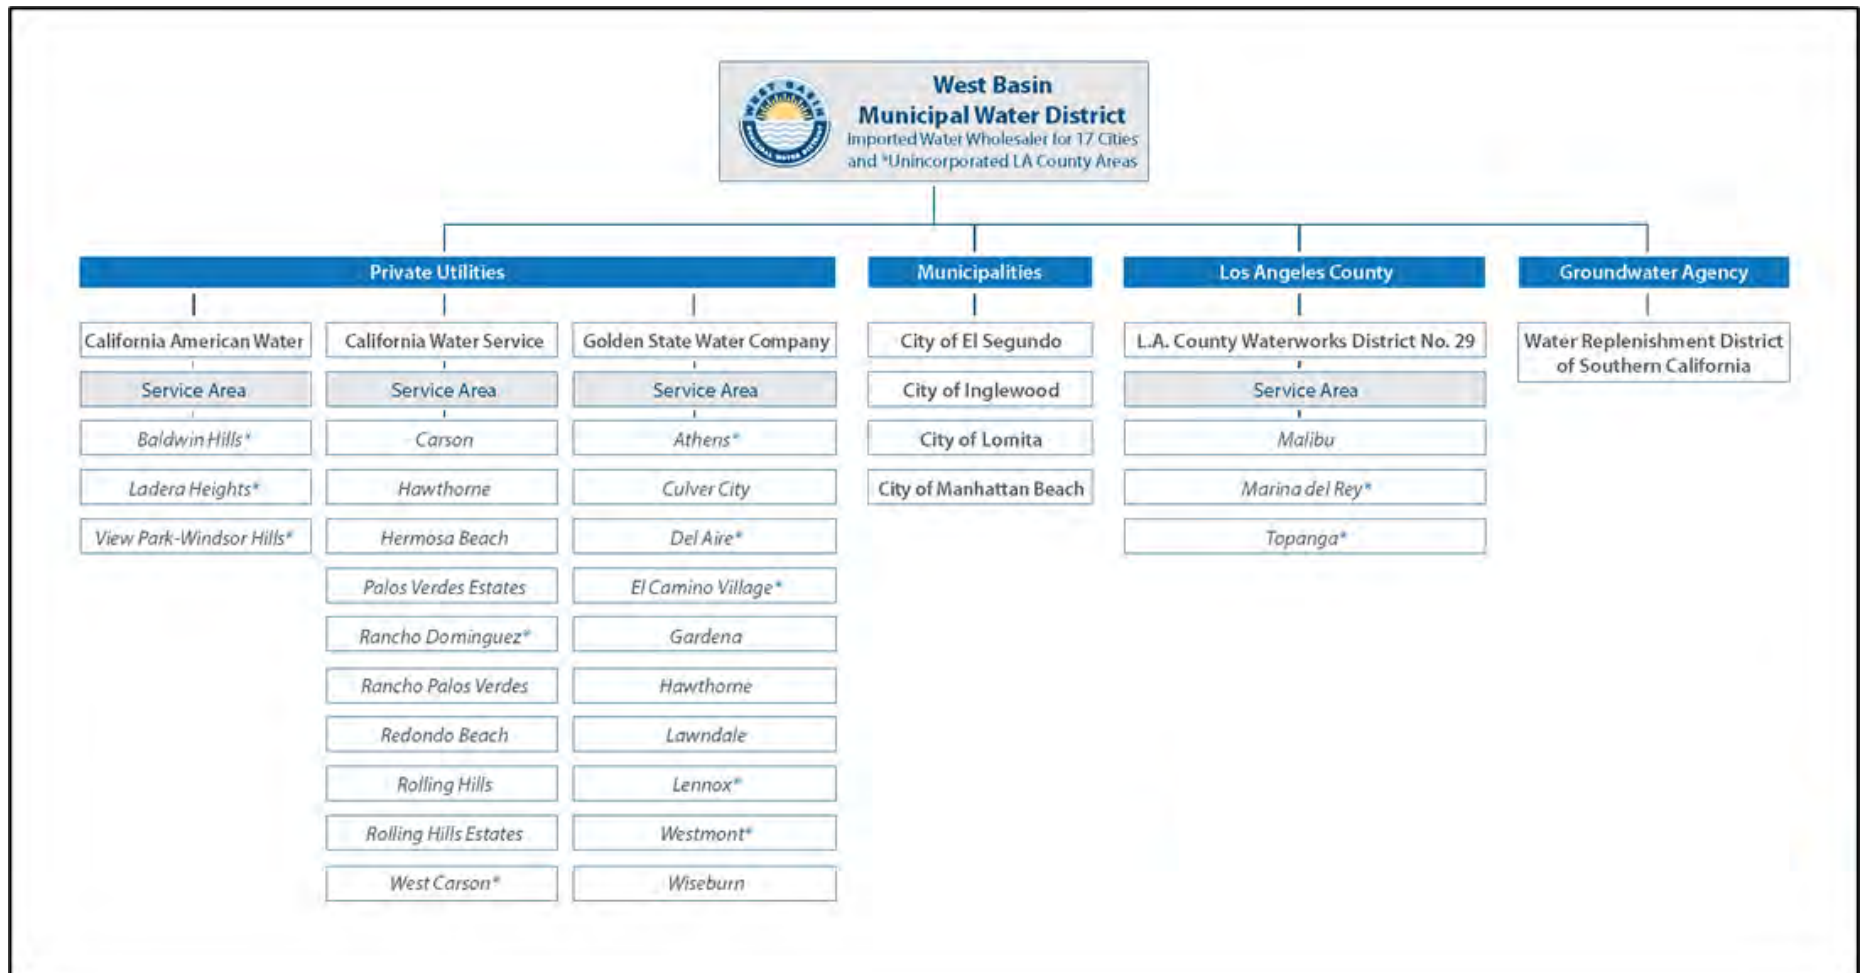 WEST BASIN
MUNICIPAL WATER DISTRICT
West Basin
Municipal Water District
Imported Water Wholesaler for 17 Cities
and *Unincorporated LA County Areas
Private Utilities
California American Water
Service Area
Baldwin Hills*
Ladera Heights*
View Park-Windsor Hills*
California Water Service
Service Area
Carson
Hawthorne
Hermosa Beach
Palos Verdes Estates
Rancho Dominguez*
Rancho Palos Verdes
Redondo Beach
Rolling Hills
Rolling Hills Estates
West Carson*
Golden State Water Company
Service Area
Athens*
Culver City
Del Aire*
El Camino Village*
Gardena
Hawthorne
Lawndale
Lennox*
Westmont*
Wiseburn
Municipalities
City of El Segundo
City of Inglewood
City of Lomita
City of Manhattan Beach
Los Angeles County
L.A. County Waterworks District No. 29
Service Area
Malibu
Marina del Rey*
Topanga*
Groundwater Agency
Water Replenishment District
of Southern California